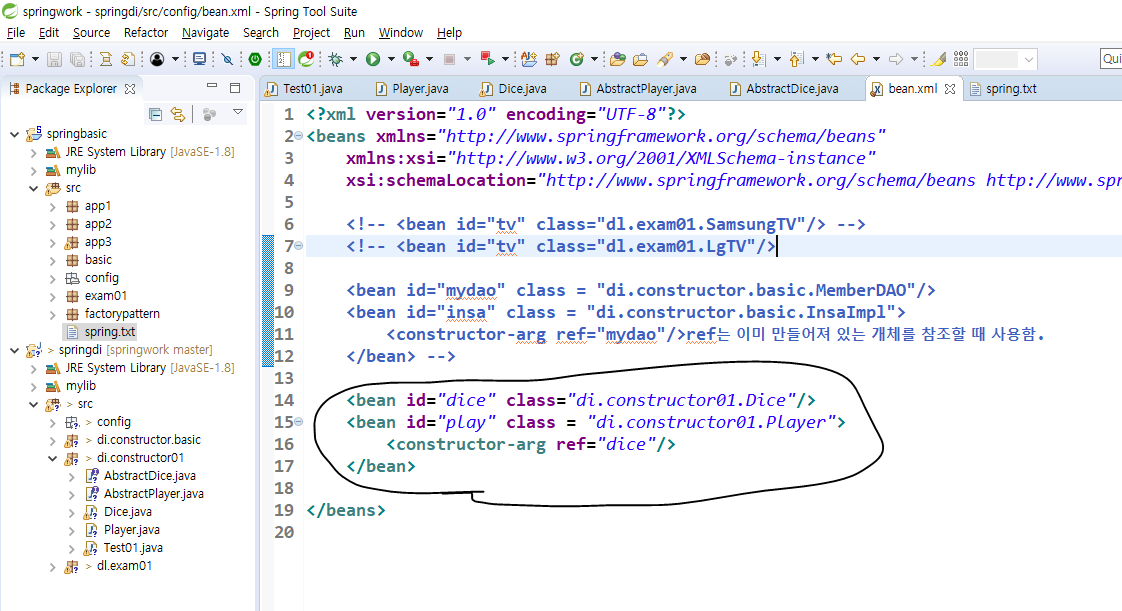 springwork - springdi/src/config/bean.xml - Spring Tool Suite
File Edit Source Refactor Navigate Search Project Run Window Help
Qui
Package Explorer
Test01.java Player.java Dice.java AbstractPlayer.java AbstractDice.java bean.xml spring.txt
springbasic
JRE System Library [JavaSE-1.8]
mylib
src
app1
app2
app3
basic
config
exam01
factorypattern
spring.txt
> springdi [springwork master]
JRE System Library [JavaSE-1.8]
mylib
> src
> config
> di.constructor.basic
> di.constructor01
AbstractDice.java
AbstractPlayer.java
Dice.java
Player.java
Test01.java
> dl.exam01
1 <?xml version="1.0" encoding="UTF-8"?>
2 <beans xmlns="http://www.springframework.org/schema/beans"
3 xmlns:xsi="http://www.w3.org/2001/XMLSchema-instance"
4 xsi:schemaLocation="http://www.springframework.org/schema/beans http://www.spr
5
6 <!-- <bean id="tv" class="dl.exam01.SamsungTV"/> -->
7 <!-- <bean id="tv" class="dl.exam01.LgTV"/>
8
9 <bean id="mydao" class = "di.constructor.basic.MemberDAO"/>
10 <bean id="insa" class = "di.constructor.basic.InsaImpl">
11 <constructor-arg ref="mydao"/>ref는 이미 만들어져 있는 개체를 참조할 때 사용함.
12 </bean> -->
13
14 <bean id="dice" class="di.constructor01.Dice"/>
15 <bean id="play" class = "di.constructor01.Player">
16 <constructor-arg ref="dice"/>
17 </bean>
18
19 </beans>
20